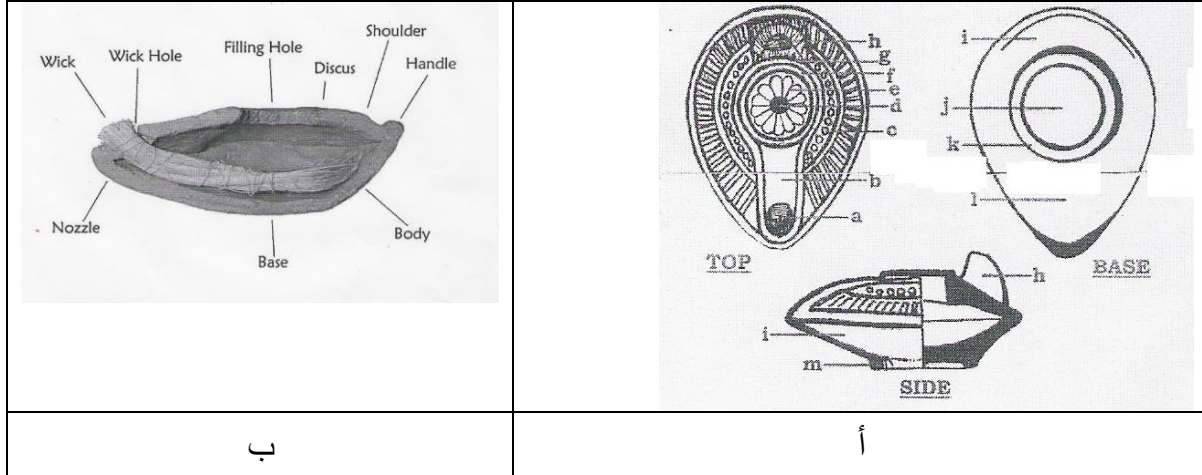 Wick
Wick Hole
Filling Hole
Discus
Shoulder
Handle
Nozzle
Base
Body
h
g
f
e
d
c
b
a
TOP
i
j
k
l
BASE
h
i
m
SIDE
ب
أ